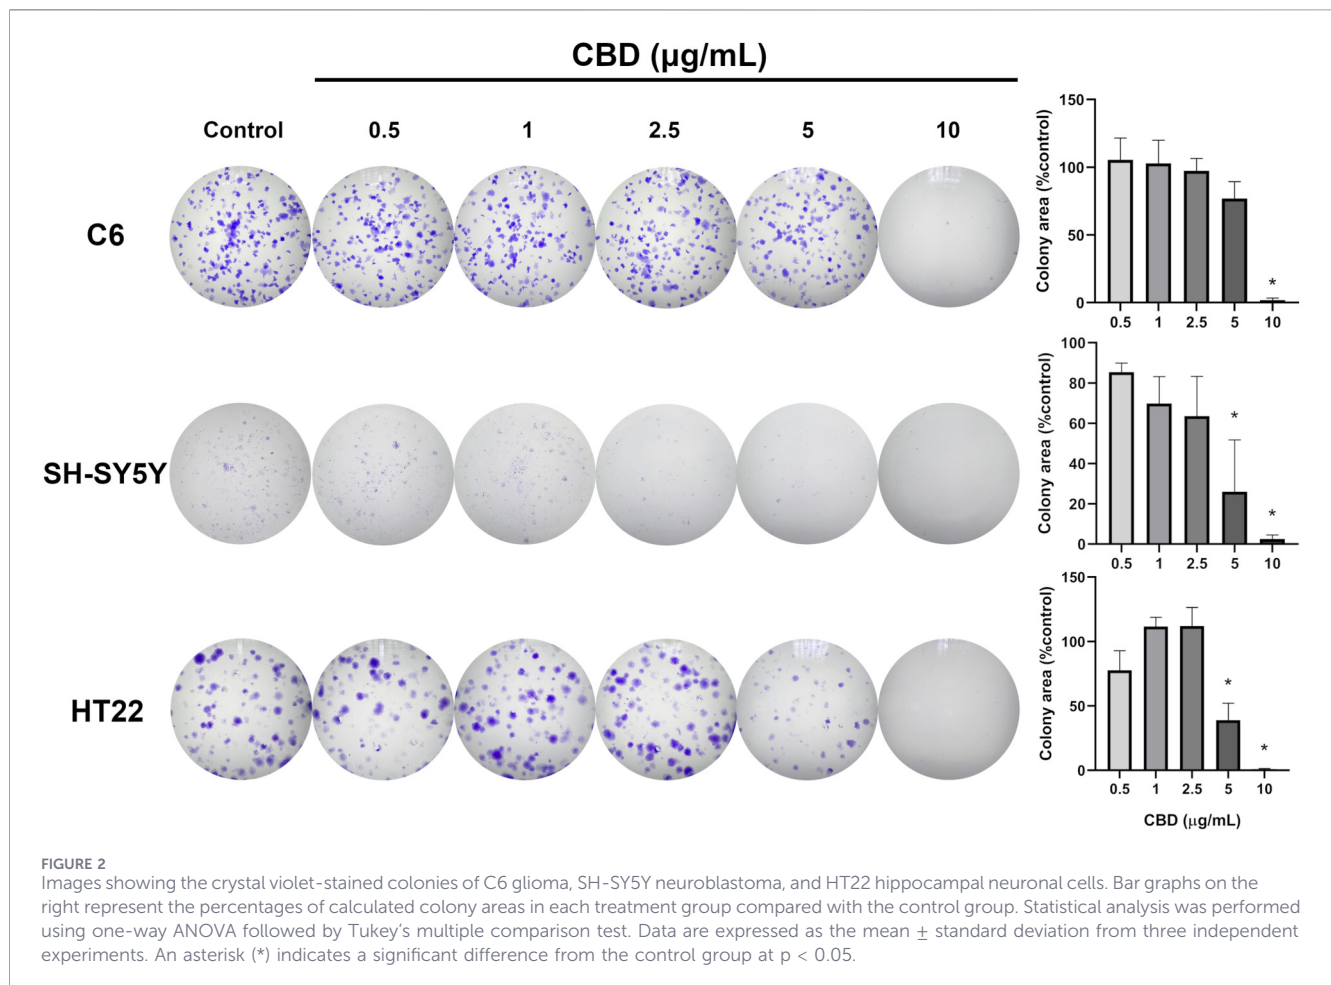 CBD (µg/mL)
Control 0.5 1 2.5 5 10
C6
SH-SY5Y
HT22
Colony area (%control)
150
100
50
0
*
0.5 1 2.5 5 10
Colony area (%control)
100
80
60
40
20
0
*
*
0.5 1 2.5 5 10
Colony area (%control)
150
100
50
0
*
*
0.5 1 2.5 5 10
CBD (µg/mL)
FIGURE 2
Images showing the crystal violet-stained colonies of C6 glioma, SH-SY5Y neuroblastoma, and HT22 hippocampal neuronal cells. Bar graphs on the
right represent the percentages of calculated colony areas in each treatment group compared with the control group. Statistical analysis was performed
using one-way ANOVA followed by Tukey's multiple comparison test. Data are expressed as the mean ± standard deviation from three independent
experiments. An asterisk (*) indicates a significant difference from the control group at p < 0.05.